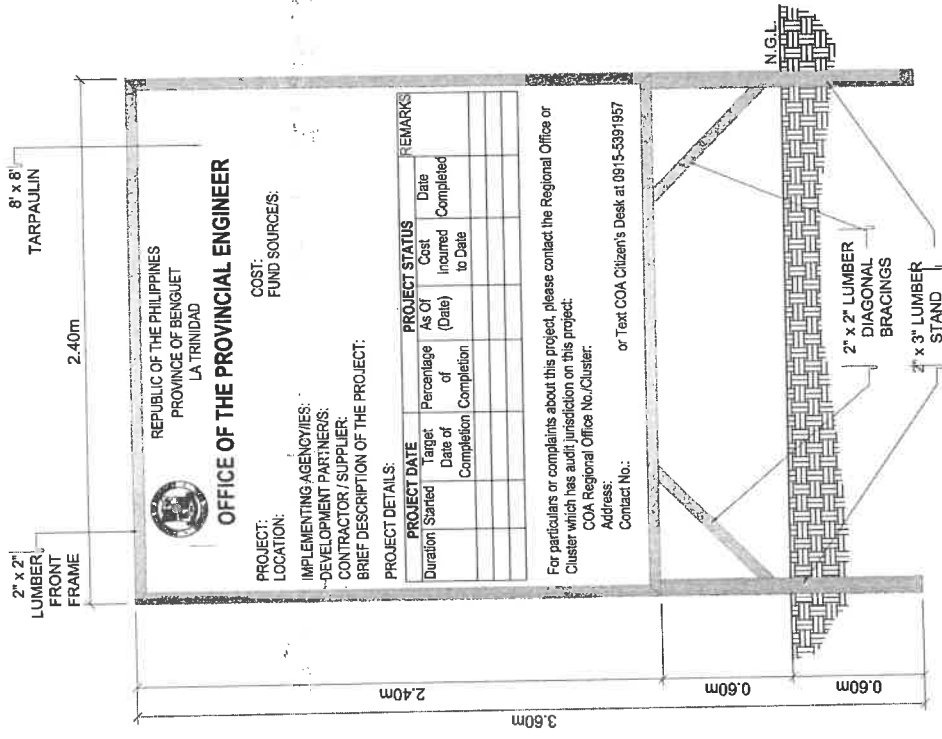 2.40m
8' x 8'
TARPAULIN
2" x 2"
LUMBER
FRONT
FRAME
REPUBLIC OF THE PHILIPPINES
PROVINCE OF BENGUET
LA TRINIDAD
OFFICE OF THE PROVINCIAL ENGINEER
PROJECT:
LOCATION:
COST:
FUND SOURCE/S:
IMPLEMENTING AGENCY/IES:
DEVELOPMENT PARTNER/S:
CONTRACTOR / SUPPLIER:
BRIEF DESCRIPTION OF THE PROJECT:
PROJECT DETAILS:
PROJECT DATE PROJECT STATUS REMARKS
Duration Started Target Date of Completion Percentage of Completion As Of (Date) Cost Incurred to Date Date Completed
For particulars or complaints about this project, please contact the Regional Office or
Cluster which has audit jurisdiction on this project:
COA Regional Office No./Cluster:
Address:
Contact No.: or Text COA Citizen's Desk at 0915-5391957
2.40m
3.60m
0.60m
0.60m
N.G.L.
2" x 2" LUMBER
DIAGONAL
BRACINGS
2" x 3" LUMBER
STAND